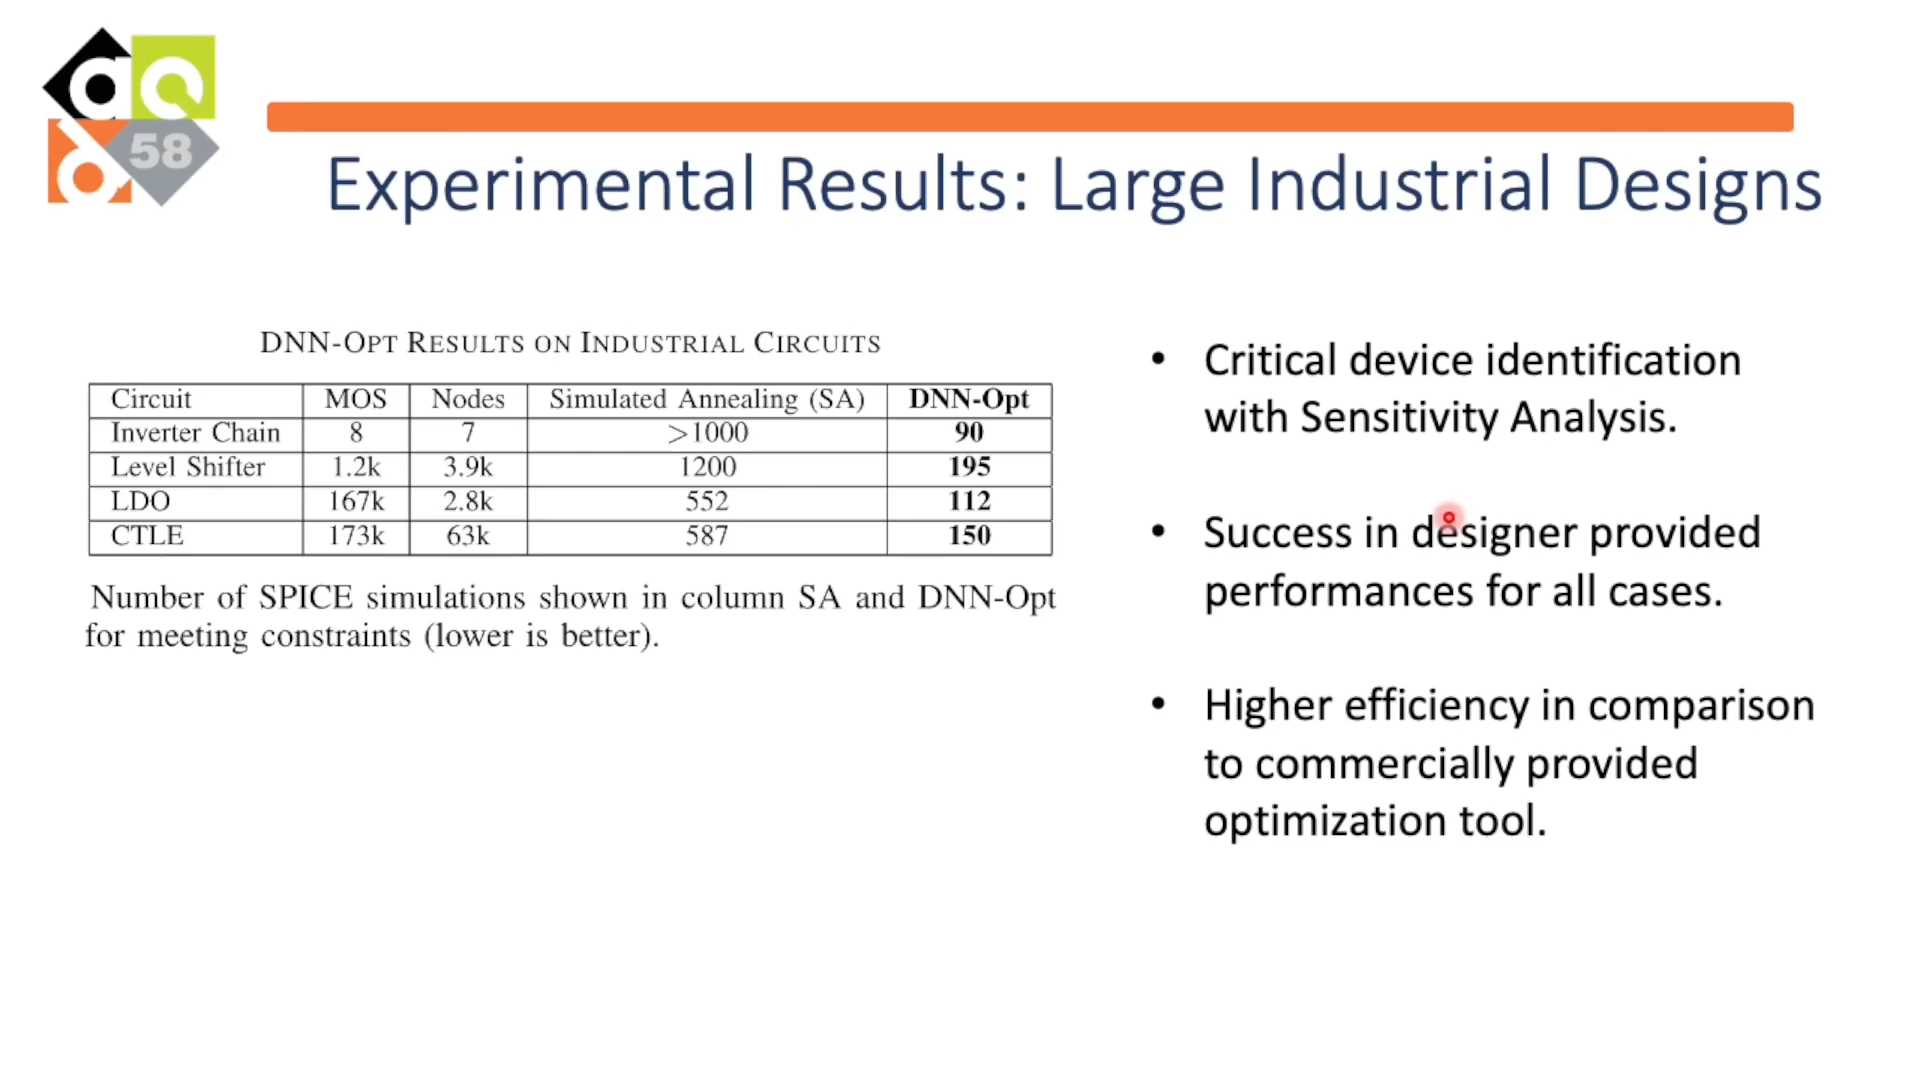 dac
58
Experimental Results: Large Industrial Designs
DNN-OPT RESULTS ON INDUSTRIAL CIRCUITS
Circuit MOS Nodes Simulated Annealing (SA) DNN-Opt
Inverter Chain 8 7 >1000 90
Level Shifter 1.2k 3.9k 1200 195
LDO 167k 2.8k 552 112
CTLE 173k 63k 587 150
Number of SPICE simulations shown in column SA and DNN-Opt
for meeting constraints (lower is better).
• Critical device identification
with Sensitivity Analysis.
• Success in designer provided
performances for all cases.
• Higher efficiency in comparison
to commercially provided
optimization tool.